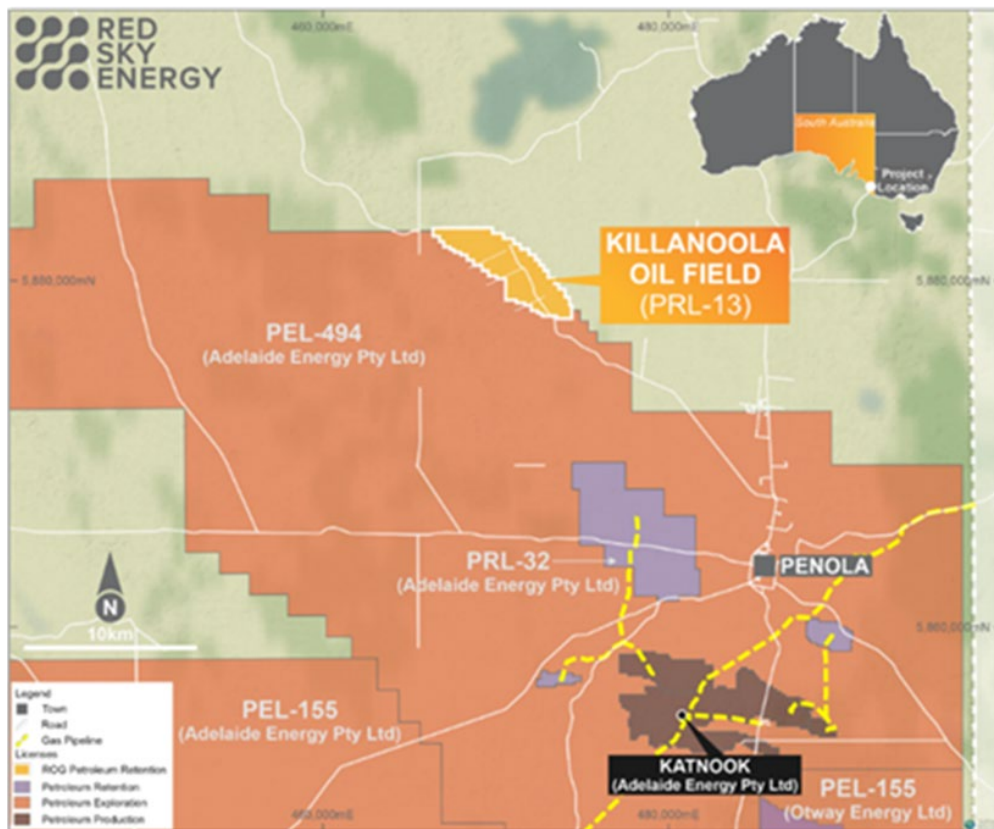 RED
SKY
ENERGY
460,000mE
480,000mE
South Australia
Project
Location
KILLANOOLA
OIL FIELD
(PRL-13)
5,880,000mN
5,880,000mN
PEL-494
(Adelaide Energy Pty Ltd)
PRL-32
(Adelaide Energy Pty Ltd)
PENOLA
N
10km
5,860,000mN
PEL-155
(Adelaide Energy Pty Ltd)
KATNOOK
(Adelaide Energy Pty Ltd)
PEL-155
(Otway Energy Ltd)
Legend
Town
Road
Gas Pipeline
Licenses
ROG Petroleum Retention
Petroleum Retention
Petroleum Exploration
Petroleum Production
460,000mE
480,000mE